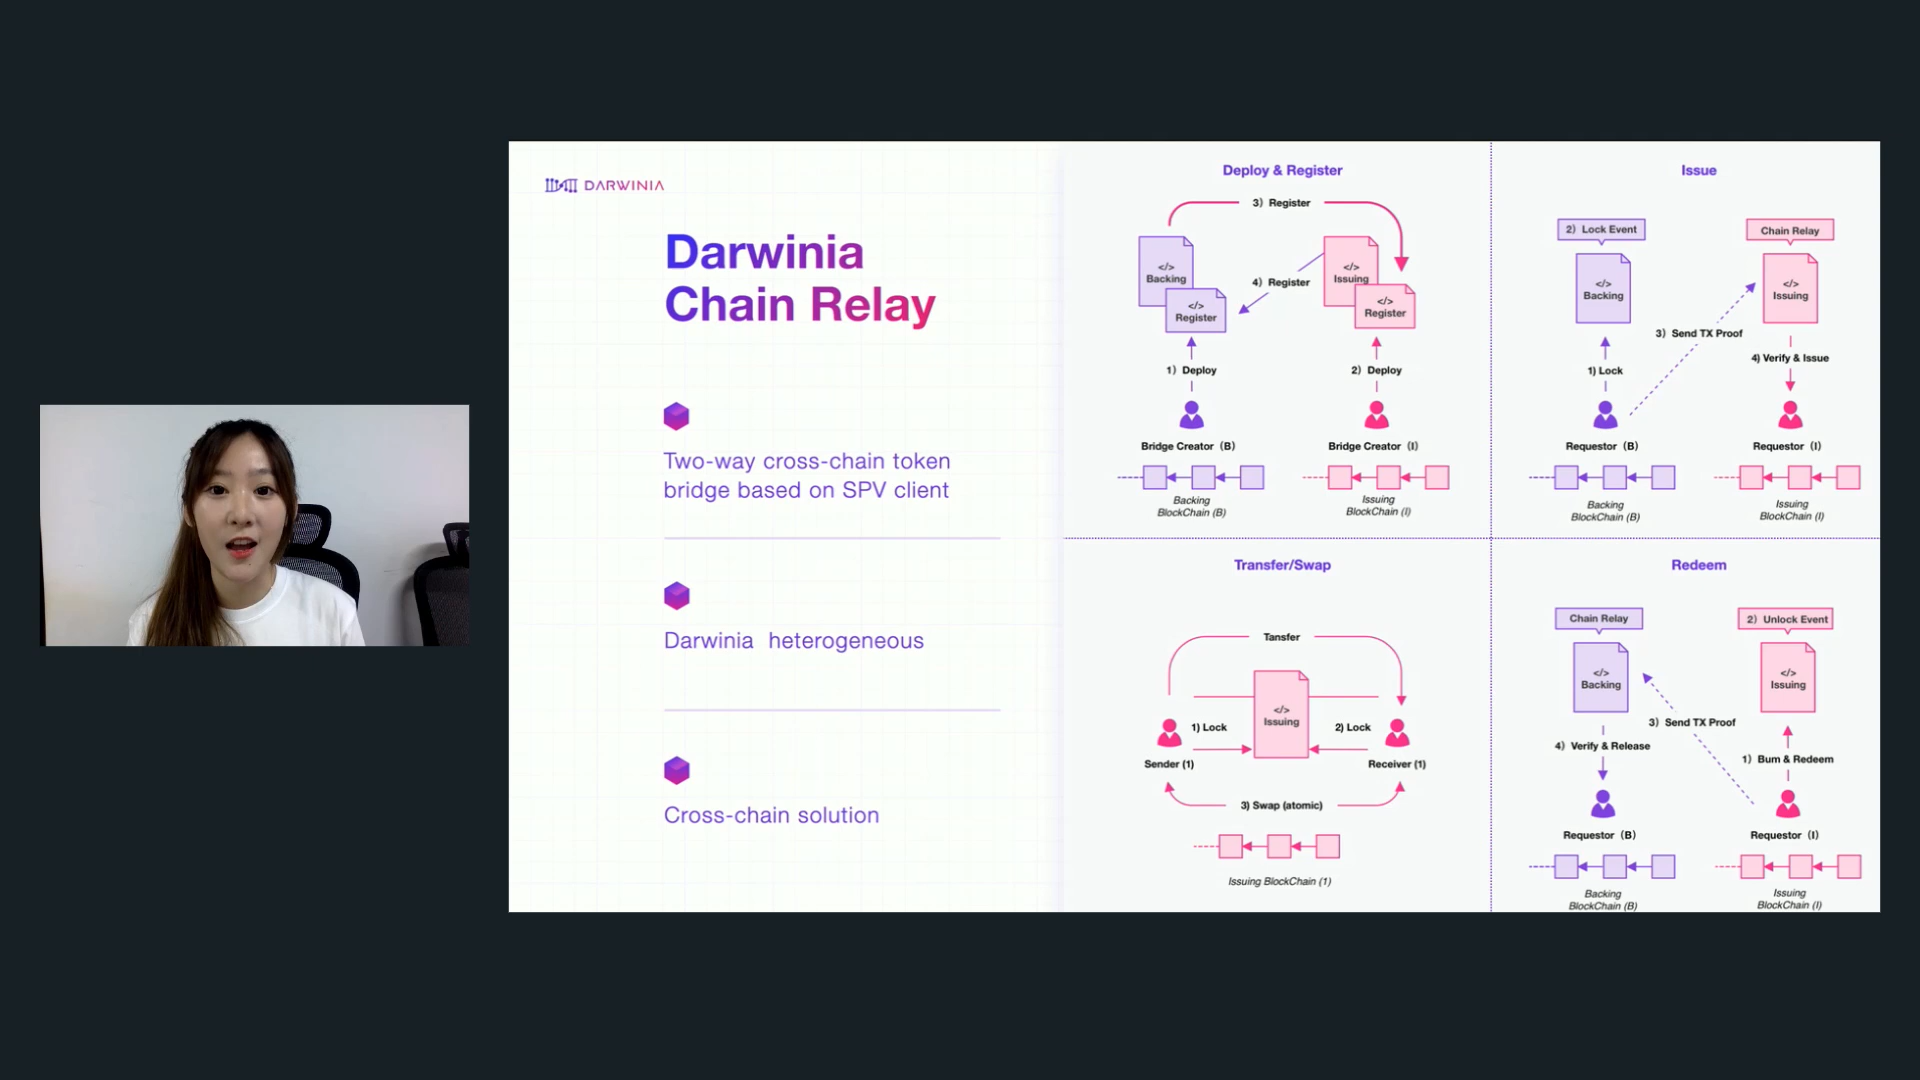 DARWINIA
Darwinia
Chain Relay
Two-way cross-chain token
bridge based on SPV client
Darwinia heterogeneous
Cross-chain solution
Deploy & Register
3) Register
</>
Backing
</>
Register
4) Register
</>
Issuing
</>
Register
1) Deploy
2) Deploy
Bridge Creator (B)
Bridge Creator (I)
Backing
BlockChain (B)
Issuing
BlockChain (I)
Issue
2) Lock Event
Chain Relay
</>
Backing
</>
Issuing
3) Send TX Proof
1) Lock
4) Verify & Issue
Requestor (B)
Requestor (I)
Backing
BlockChain (B)
Issuing
BlockChain (I)
Transfer/Swap
Tansfer
</>
Issuing
1) Lock
2) Lock
Sender (1)
Receiver (1)
3) Swap (atomic)
Issuing BlockChain (1)
Redeem
Chain Relay
2) Unlock Event
</>
Backing
</>
Issuing
3) Send TX Proof
4) Verify & Release
1) Bum & Redeem
Requestor (B)
Requestor (I)
Backing
BlockChain (B)
Issuing
BlockChain (I)